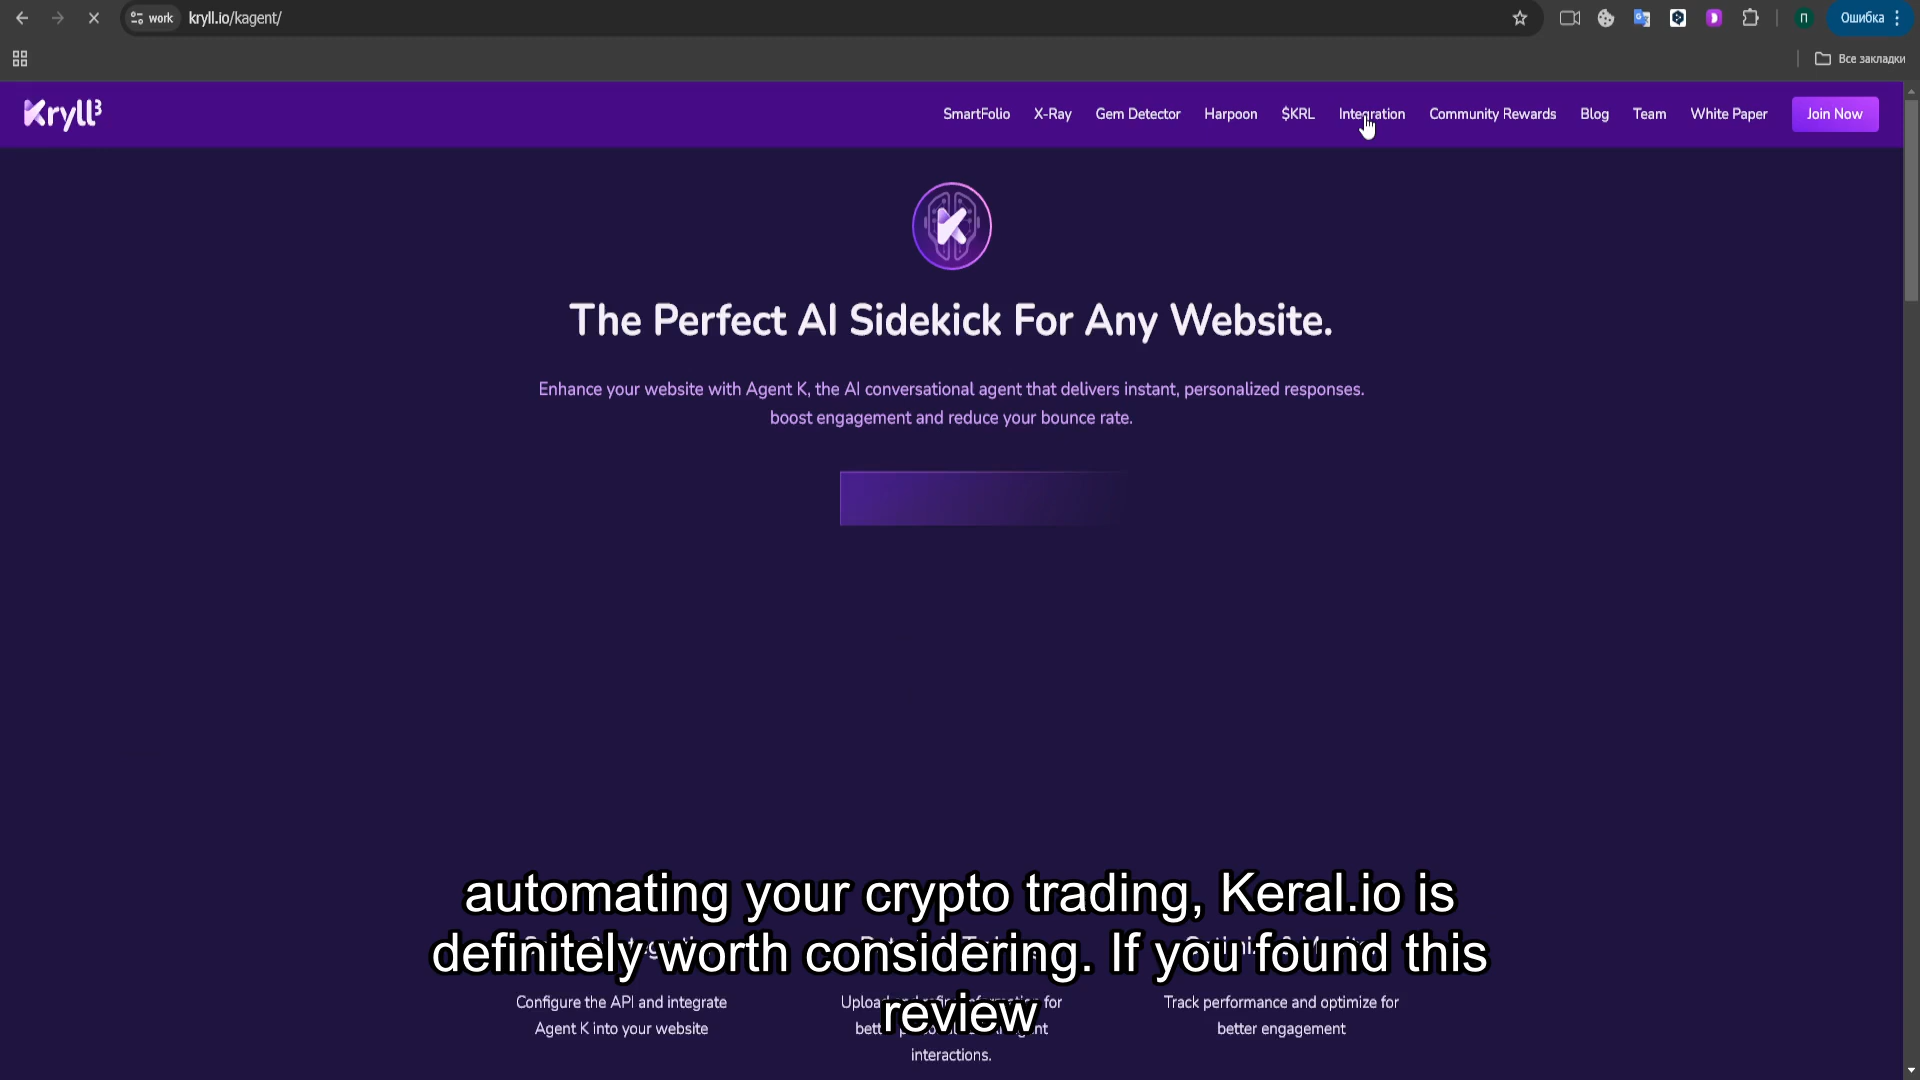 work kryll.io/kagent/
Ошибка
Все закладки
Kryll³
SmartFolio X-Ray Gem Detector Harpoon $KRL Integration Community Rewards Blog Team White Paper Join Now
The Perfect AI Sidekick For Any Website.
Enhance your website with Agent K, the AI conversational agent that delivers instant, personalized responses.
boost engagement and reduce your bounce rate.
automating your crypto trading, Keral.io is
definitely worth considering. If you found this
review
Configure the API and integrate
Agent K into your website
Upload for
interactions.
Track performance and optimize for
better engagement